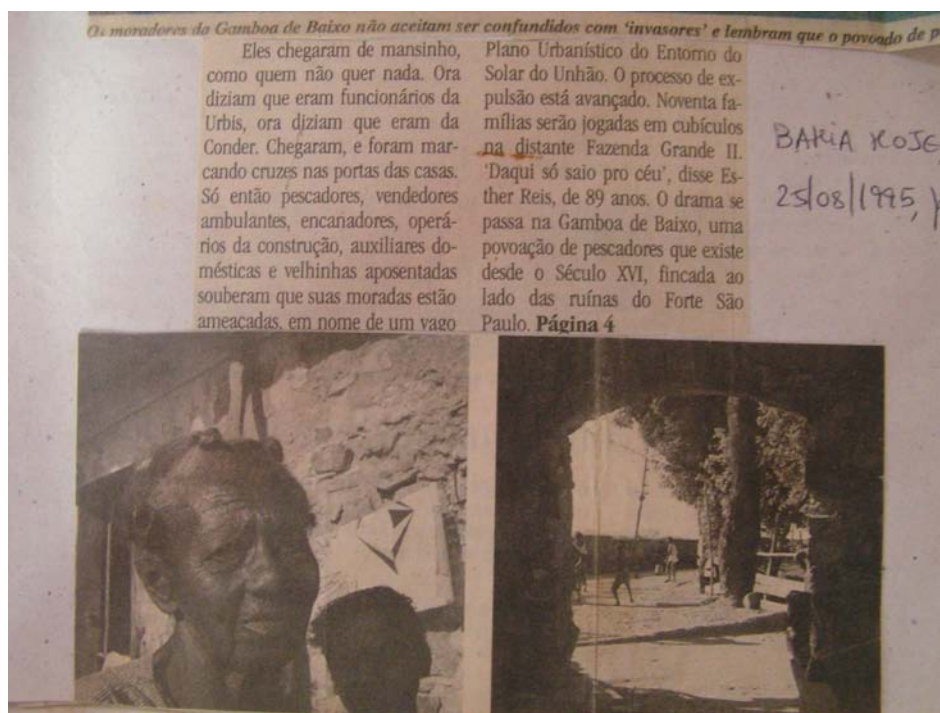 Os moradores da Gamboa de Baixo não aceitam ser confundidos com 'invasores' e lembram que o povoado de
Eles chegaram de mansinho,
como quem não quer nada. Ora
diziam que eram funcionários da
Urbis, ora diziam que eram da
Conder. Chegaram, e foram mar-
cando cruzes nas portas das casas.
Só então pescadores, vendedores
ambulantes, encanadores, operá-
rios da construção, auxiliares do-
mésticas e velhinhas aposentadas
souberam que suas moradas estão
ameaçadas, em nome de um vago
Plano Urbanístico do Entorno do
Solar do Unhão. O processo de ex-
pulsão está avançado. Noventa fa-
mílias serão jogadas em cubículos
na distante Fazenda Grande II.
'Daqui só saio pro céu', disse Es-
ther Reis, de 89 anos. O drama se
passa na Gamboa de Baixo, uma
povoação de pescadores que existe
desde o Século XVI, fincada ao
lado das ruínas do Forte São
Paulo. Página 4
BAHIA HOJE
25/08/1995,